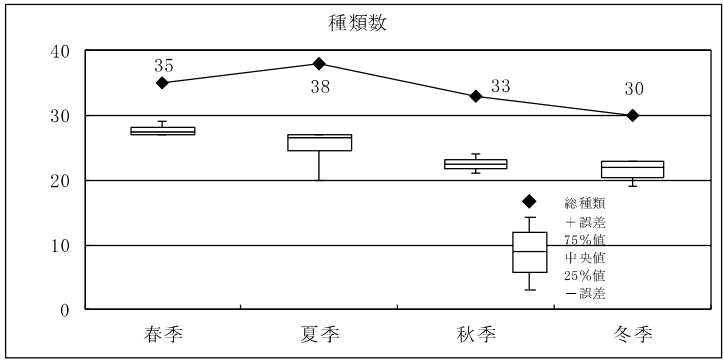 種類数
40
30
20
10
0
35
38
33
30
総種類
＋誤差
75%値
中央値
25%値
－誤差
春季
夏季
秋季
冬季